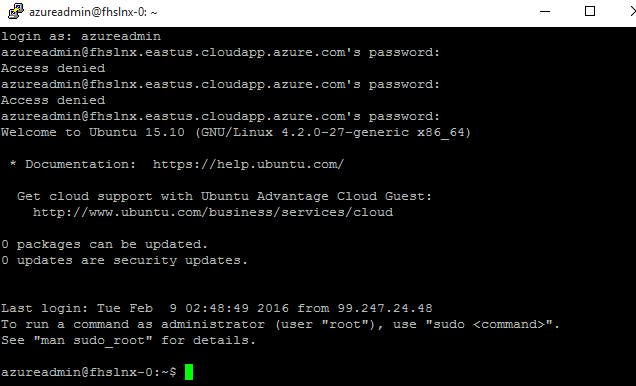 azureadmin@fhslnx-0: ~
login as: azureadmin
azureadmin@fhslnx.eastus.cloudapp.azure.com's password:
Access denied
azureadmin@fhslnx.eastus.cloudapp.azure.com's password:
Access denied
azureadmin@fhslnx.eastus.cloudapp.azure.com's password:
Welcome to Ubuntu 15.10 (GNU/Linux 4.2.0-27-generic x86_64)
* Documentation:  https://help.ubuntu.com/
Get cloud support with Ubuntu Advantage Cloud Guest:
http://www.ubuntu.com/business/services/cloud
0 packages can be updated.
0 updates are security updates.
Last login: Tue Feb  9 02:48:49 2016 from 99.247.24.48
To run a command as administrator (user "root"), use "sudo <command>".
See "man sudo_root" for details.
azureadmin@fhslnx-0:~$